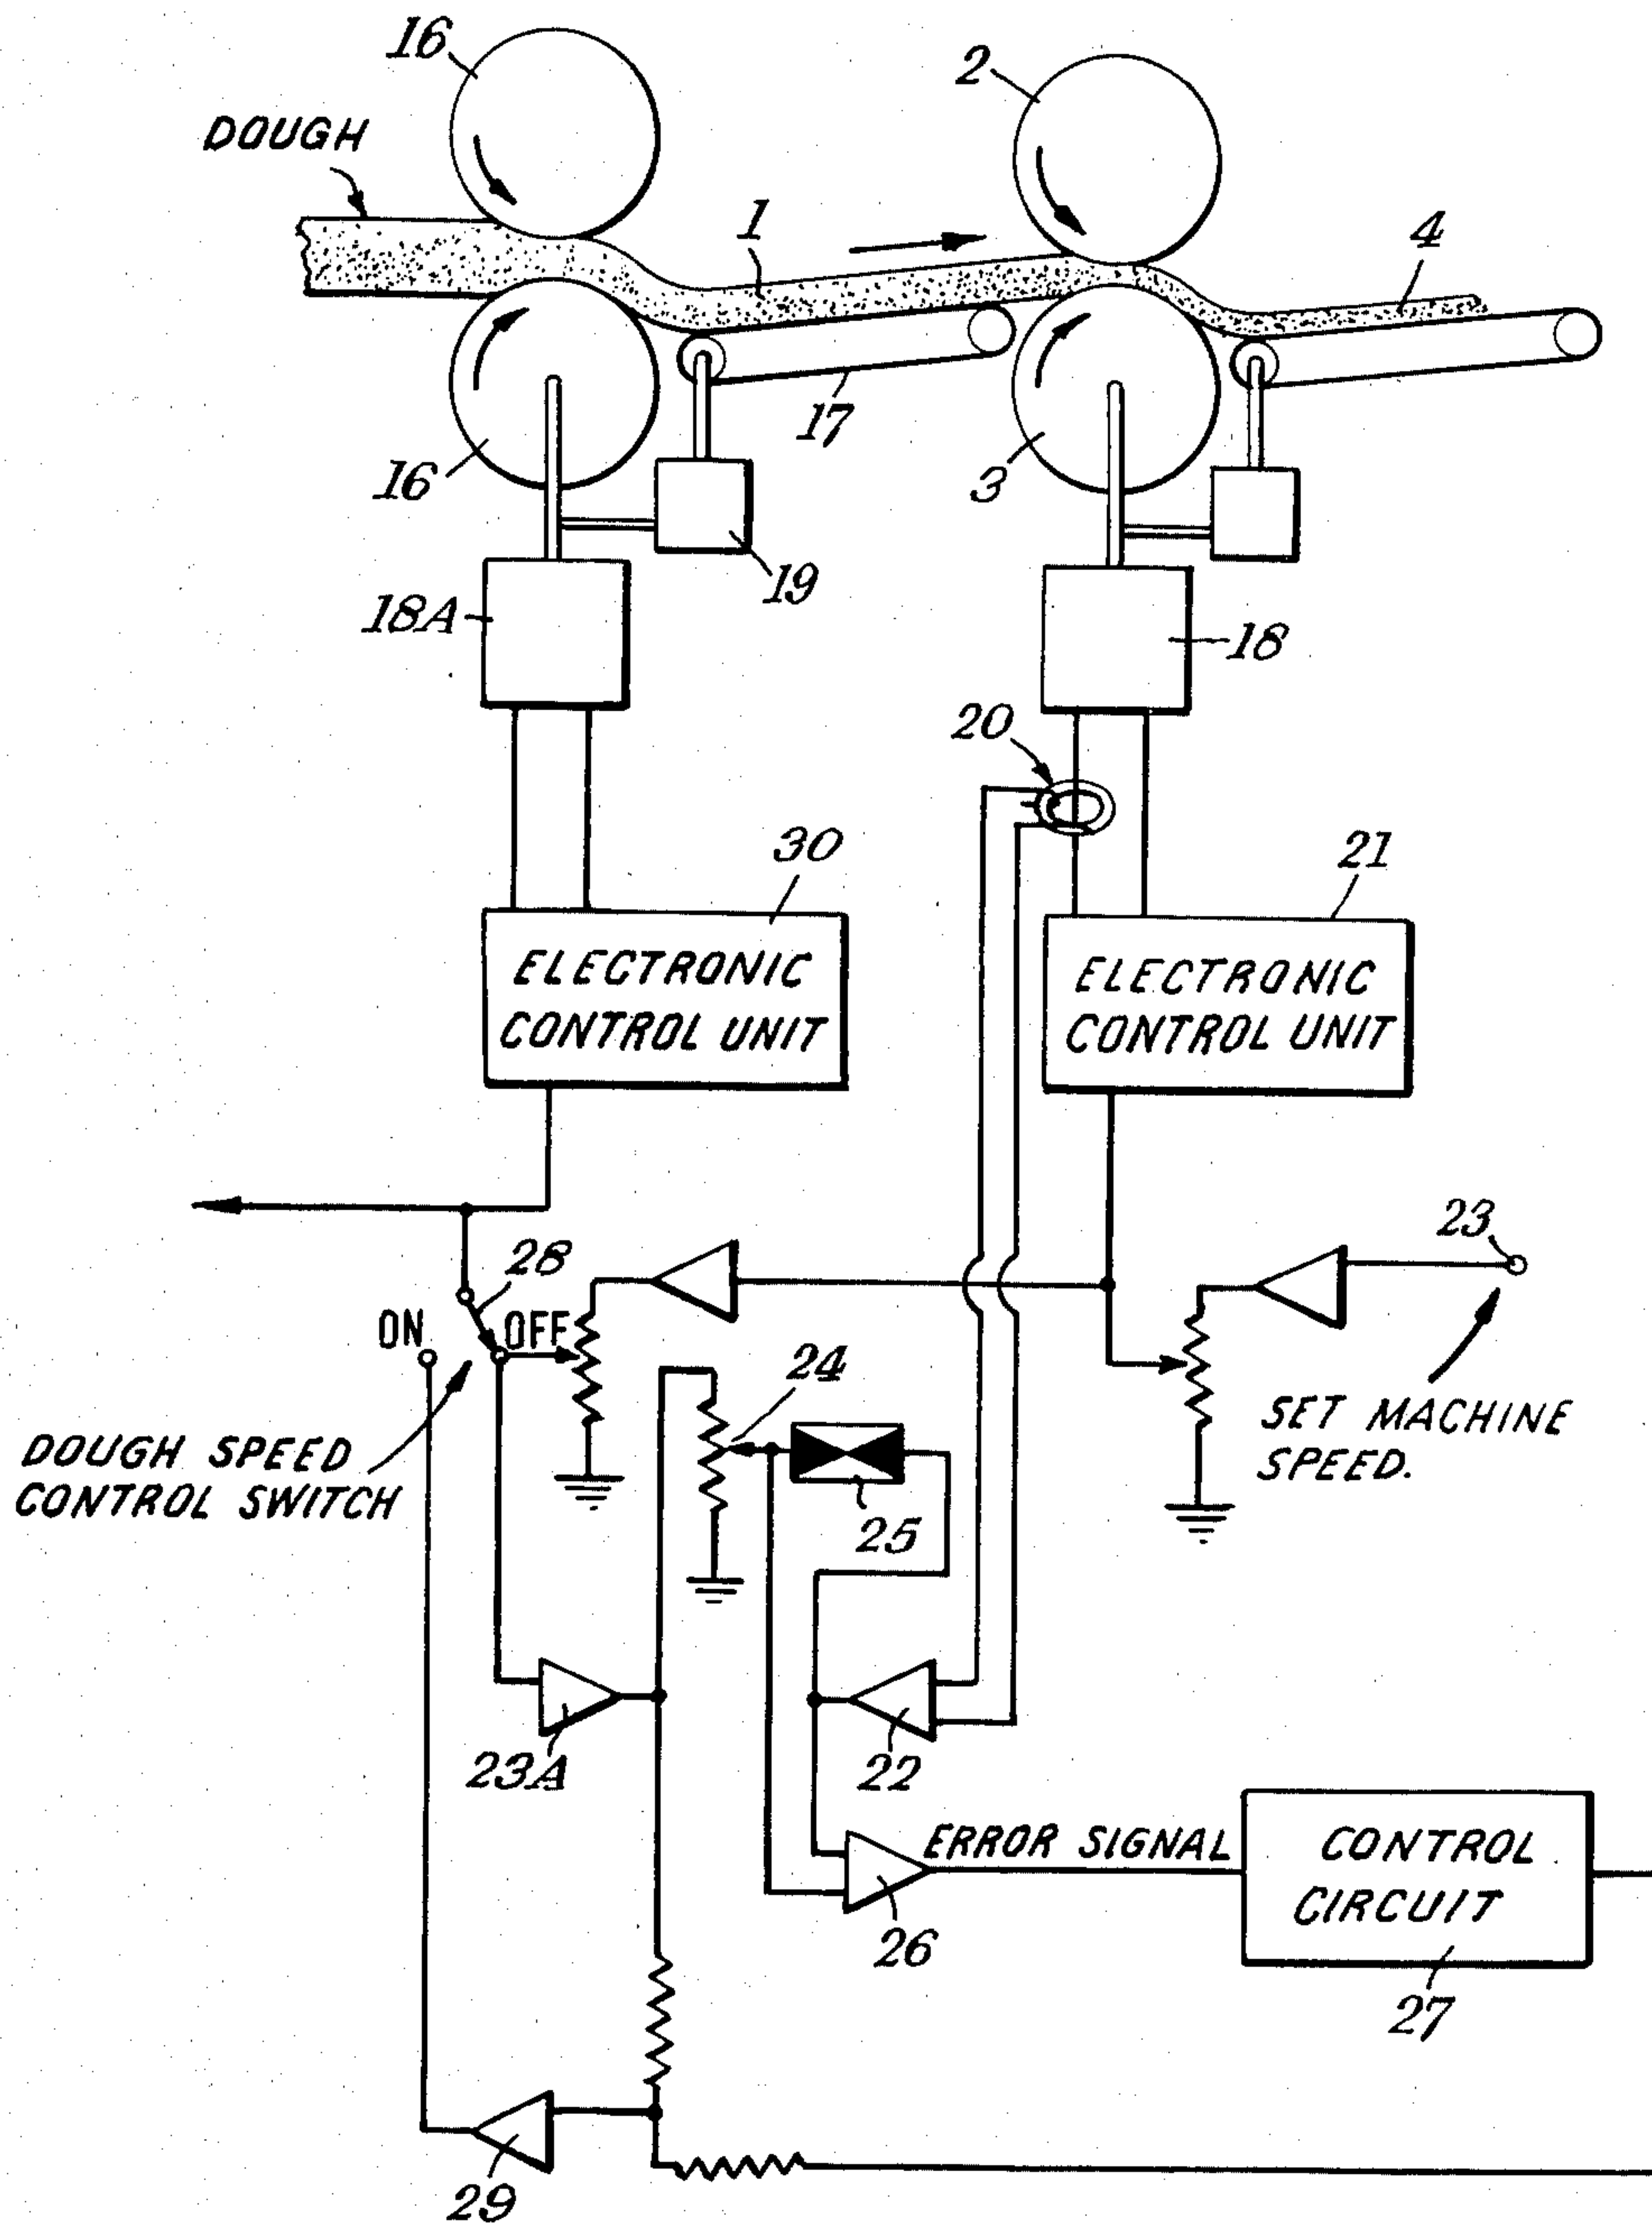 16
2
DOUGH
1
4
17
16
3
19
18A
18
20
30
21
ELECTRONIC
CONTROL UNIT
ELECTRONIC
CONTROL UNIT
23
28
ON
OFF
24
SET MACHINE
SPEED.
DOUGH SPEED
CONTROL SWITCH
25
23A
22
ERROR SIGNAL
CONTROL
CIRCUIT
26
27
29